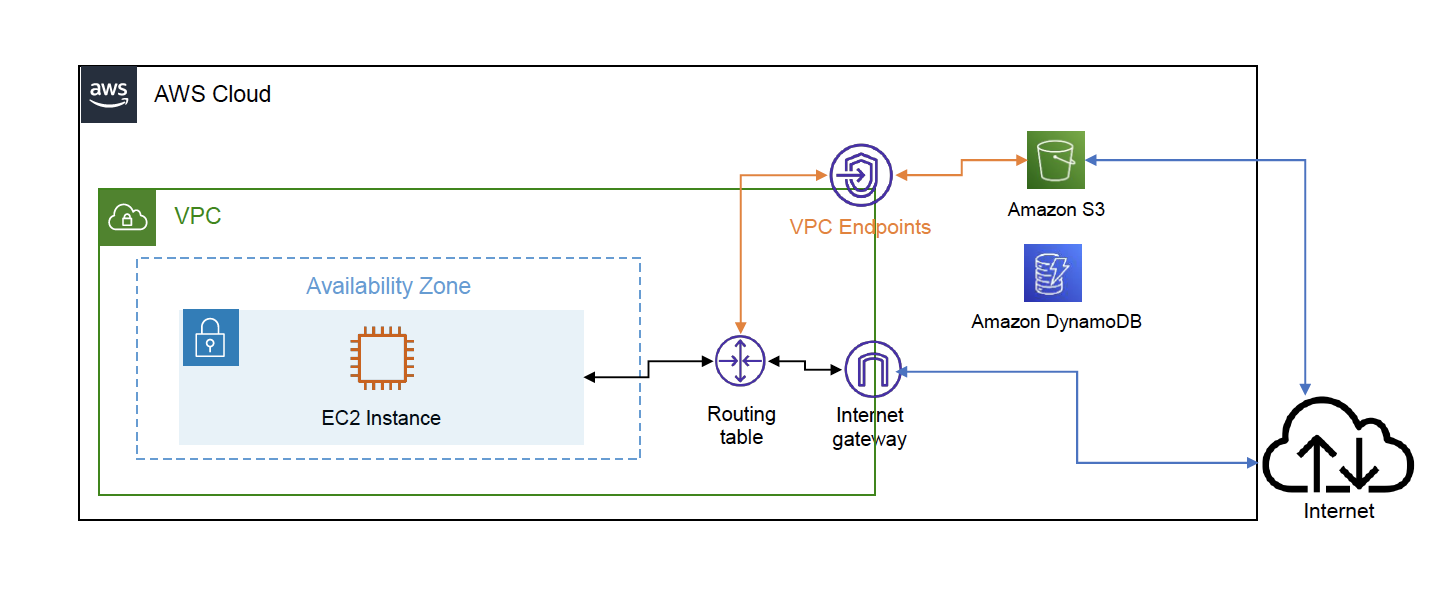 aws
AWS Cloud
Amazon S3
VPC
VPC Endpoints
Availability Zone
Amazon DynamoDB
EC2 Instance
Routing
table
Internet
gateway
Internet